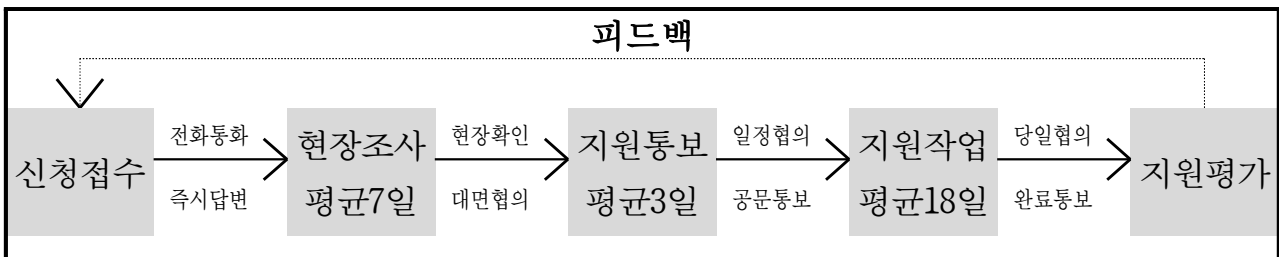 피드백
신청접수
전화통화
즉시답변
현장조사
평균7일
현장확인
대면협의
지원통보
평균3일
일정협의
공문통보
지원작업
평균18일
당일협의
완료통보
지원평가